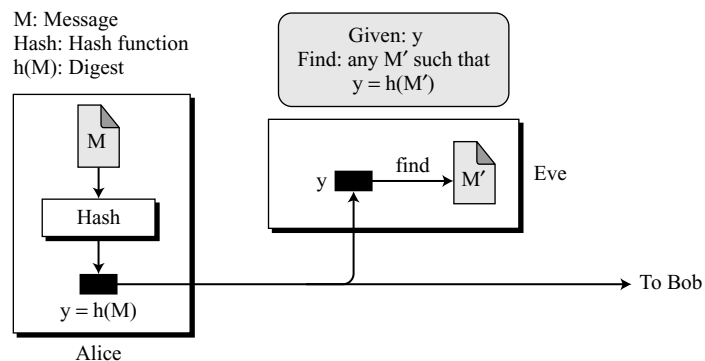 M: Message
Hash: Hash function
h(M): Digest
Given: y
Find: any M′ such that
y = h(M′)
M
Hash
y = h(M)
Alice
y
find
M′
Eve
To Bob